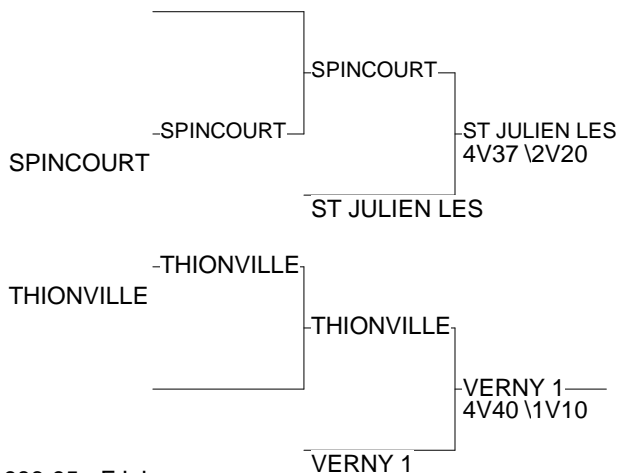 SPINCOURT
SPINCOURT
SPINCOURT
ST JULIEN LES
4V37 \2V20
ST JULIEN LES
THIONVILLE
THIONVILLE
THIONVILLE
VERNY 1
4V40 \1V10
VERNY 1